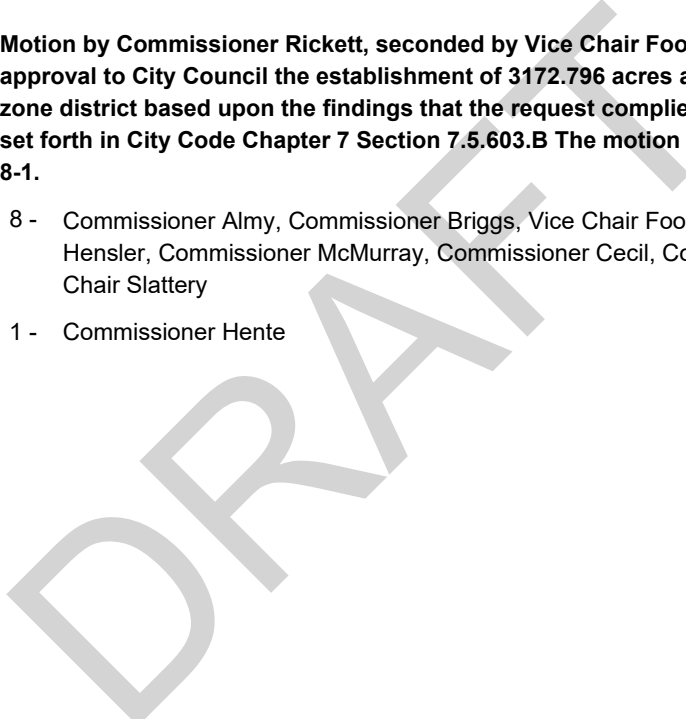 Motion by Commissioner Rickett, seconded by Vice Chair Foo
approval to City Council the establishment of 3172.796 acres a
zone district based upon the findings that the request complie
set forth in City Code Chapter 7 Section 7.5.603.B The motion
8-1.
8 - Commissioner Almy, Commissioner Briggs, Vice Chair Foo
Hensler, Commissioner McMurray, Commissioner Cecil, Co
Chair Slattery
1 - Commissioner Hente
DRAFT